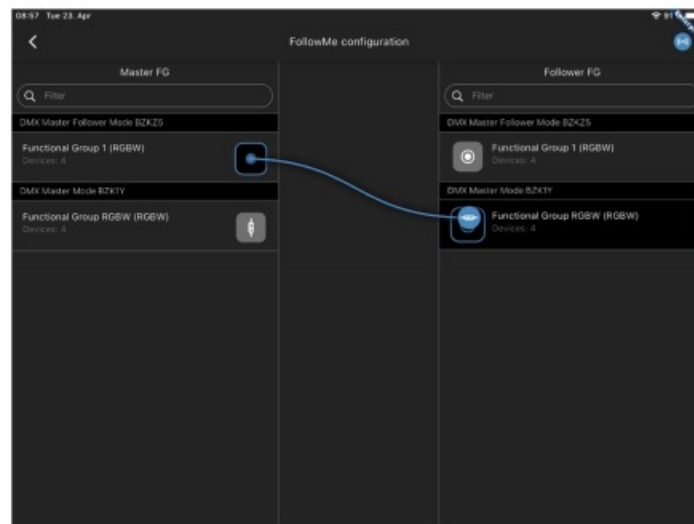 08:57 Tue 23. Apr
FollowMe configuration
Master FG
Filter
DMX Master Follower Mode BZKZ5
Functional Group 1 (RGBW)
Devices: 4
DMX Master Mode BZK1Y
Functional Group RGBW (RGBW)
Devices: 4
Follower FG
Filter
DMX Master Follower Mode BZKZ5
Functional Group 1 (RGBW)
Devices: 4
DMX Master Mode BZK1Y
Functional Group RGBW (RGBW)
Devices: 4